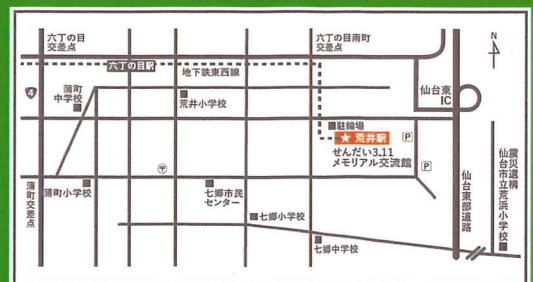 六丁の目
交差点
六丁の目南町
交差点
N
六丁の目駅
地下鉄東西線
4
蒲町
中学校
荒井小学校
仙台東
IC
駐輪場
★ 荒井駅
P
せんだい3.11
メモリアル交流館
P
〒
蒲町小学校
七郷市民
センター
蒲町交差点
七郷小学校
七郷中学校
仙台東部道路
震災遺構
仙台市立荒浜小学校